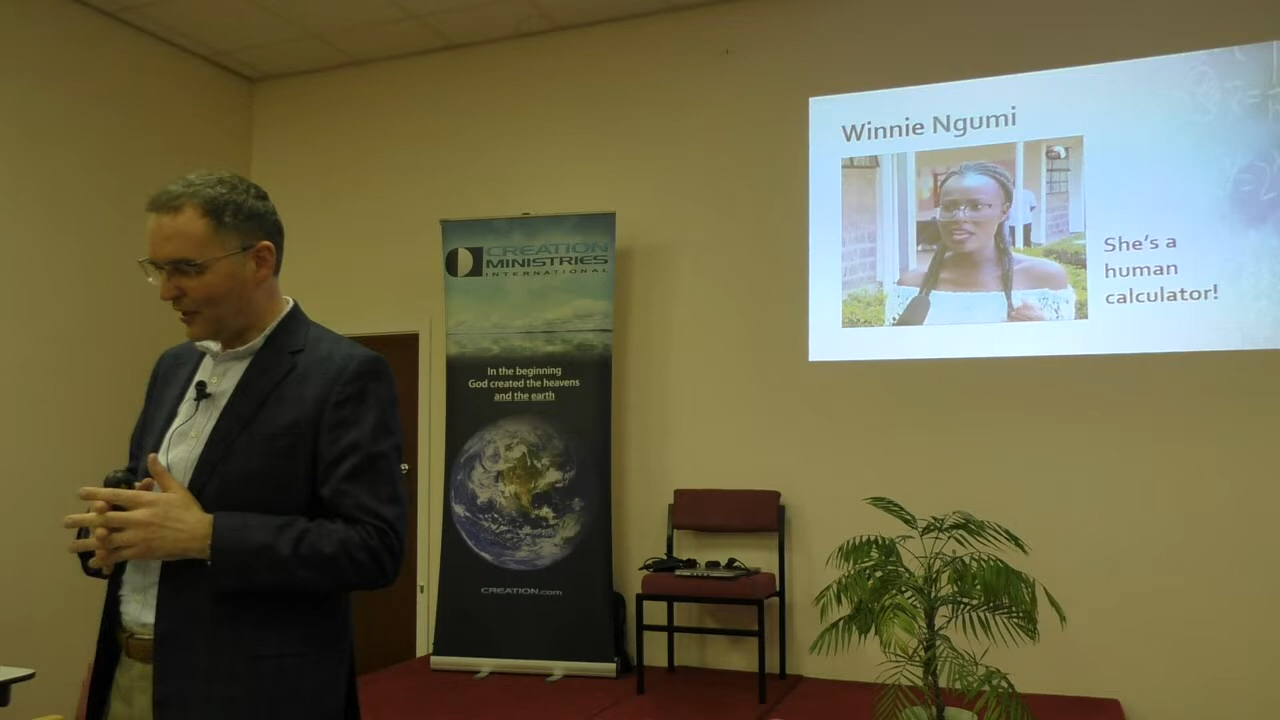 CREATION
MINISTRIES
INTERNATIONAL
In the beginning
God created the heavens
and the earth
CREATION.com
Winnie Ngumi
She's a
human
calculator!